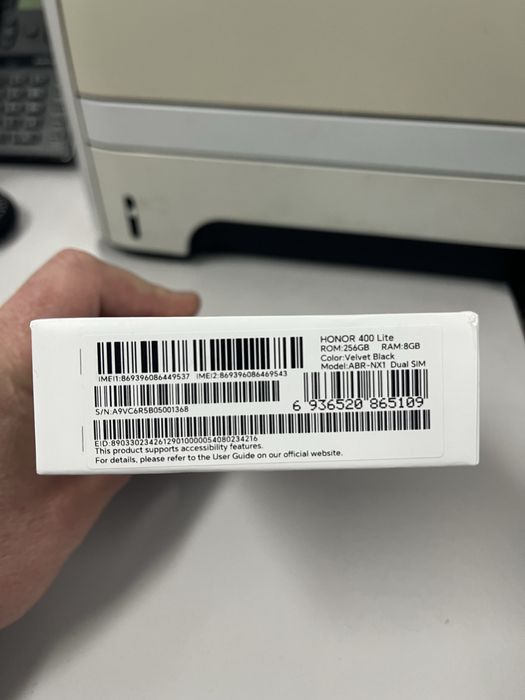 HONOR 400 Lite
ROM:256GB RAM:8GB
Color:Velvet Black
Model:ABR-NX1 Dual SIM
IMEI1:869396086449537 IMEI2:869396086469543
S/N:A9VC6R5B05001368
6 936520 865109
EID:89033023426129010000054080234216
This product supports accessibility features.
For details, please refer to the User Guide on our official website.